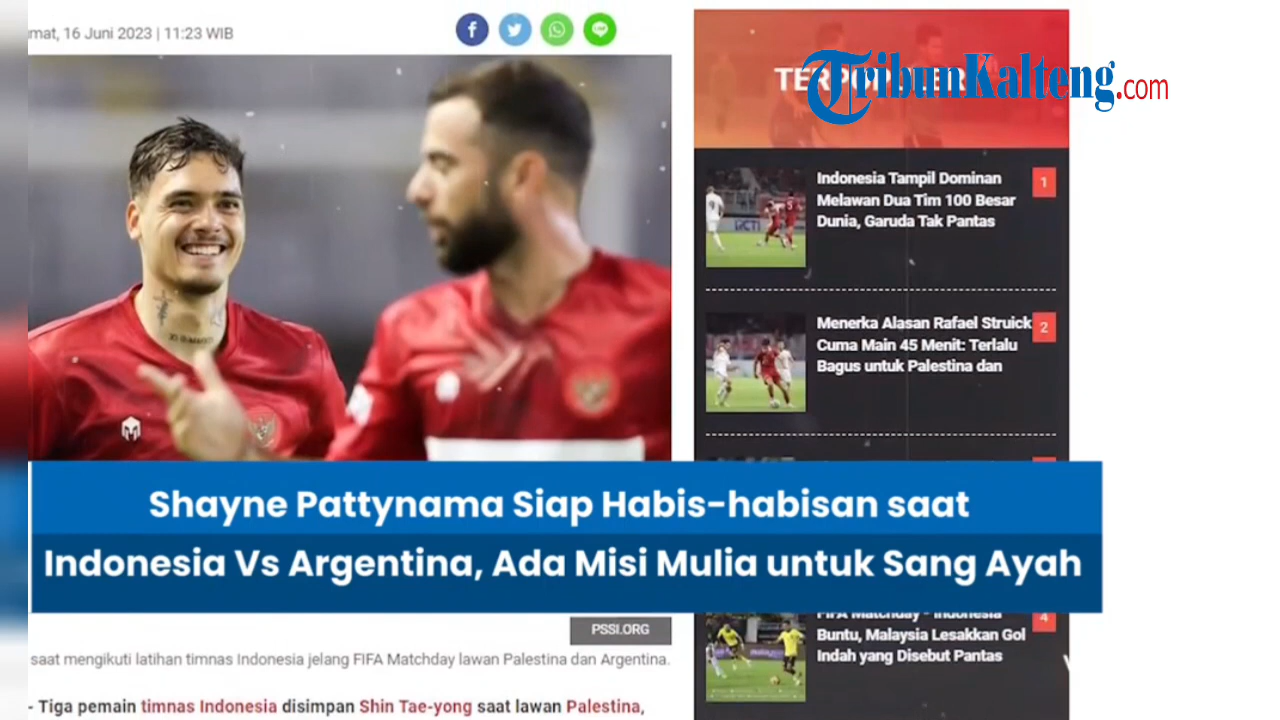 mat, 16 Juni 2023 | 11:23 WIB
TribunKalteng.com
Indonesia Tampil Dominan
Melawan Dua Tim 100 Besar
Dunia, Garuda Tak Pantas
1
Menerka Alasan Rafael Struick
Cuma Main 45 Menit: Terlalu
Bagus untuk Palestina dan
2
Shayne Pattynama Siap Habis-habisan saat
Indonesia Vs Argentina, Ada Misi Mulia untuk Sang Ayah
FIFA Matchday - Indonesia
Buntu, Malaysia Lesakkan Gol
Indah yang Disebut Pantas
4
PSSI.ORG
saat mengikuti latihan timnas Indonesia jelang FIFA Matchday lawan Palestina dan Argentina.
- Tiga pemain timnas Indonesia disimpan Shin Tae-yong saat lawan Palestina,